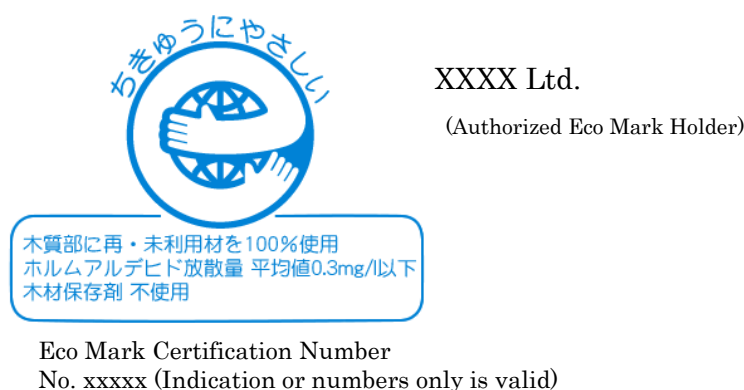 ちきゅうにやさしい
XXXX Ltd.
(Authorized Eco Mark Holder)
木質部に再・未利用材を100%使用
ホルムアルデヒド放散量 平均値0.3mg/l以下
木材保存剤 不使用
Eco Mark Certification Number
No. xxxxx (Indication or numbers only is valid)